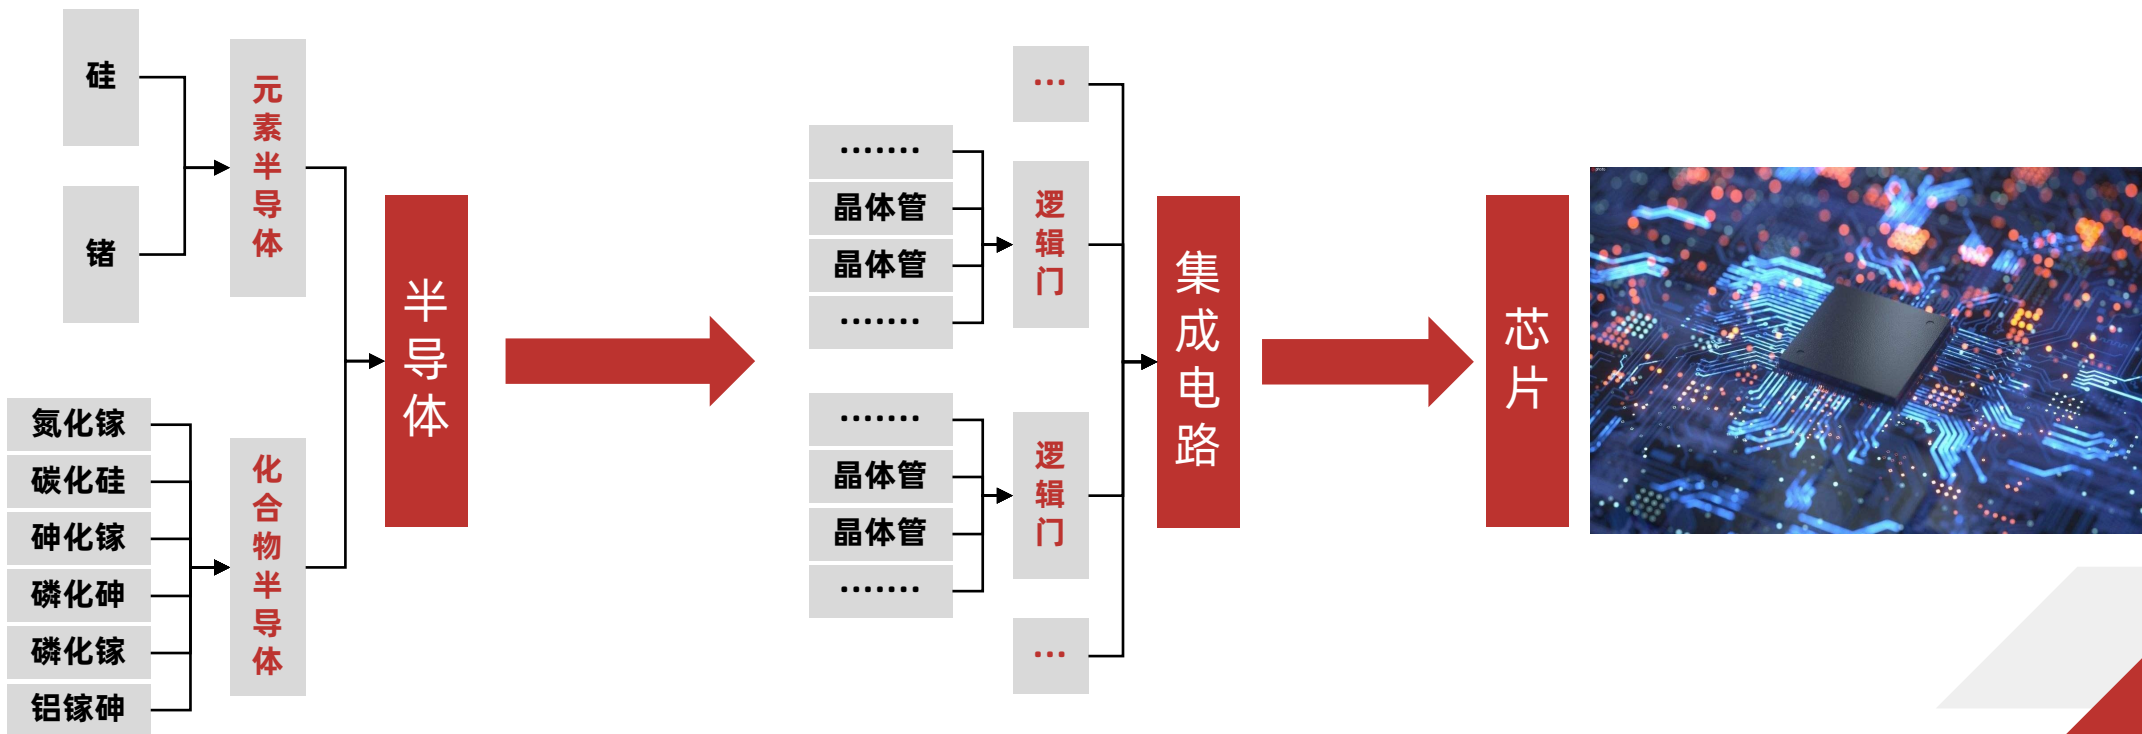 硅
锗
元素半导体
氮化镓
碳化硅
砷化镓
磷化砷
磷化镓
铝镓砷
化合物半导体
半导体
…
.......
晶体管
晶体管
.......
逻辑门
.......
晶体管
晶体管
.......
逻辑门
…
集成电路
芯片